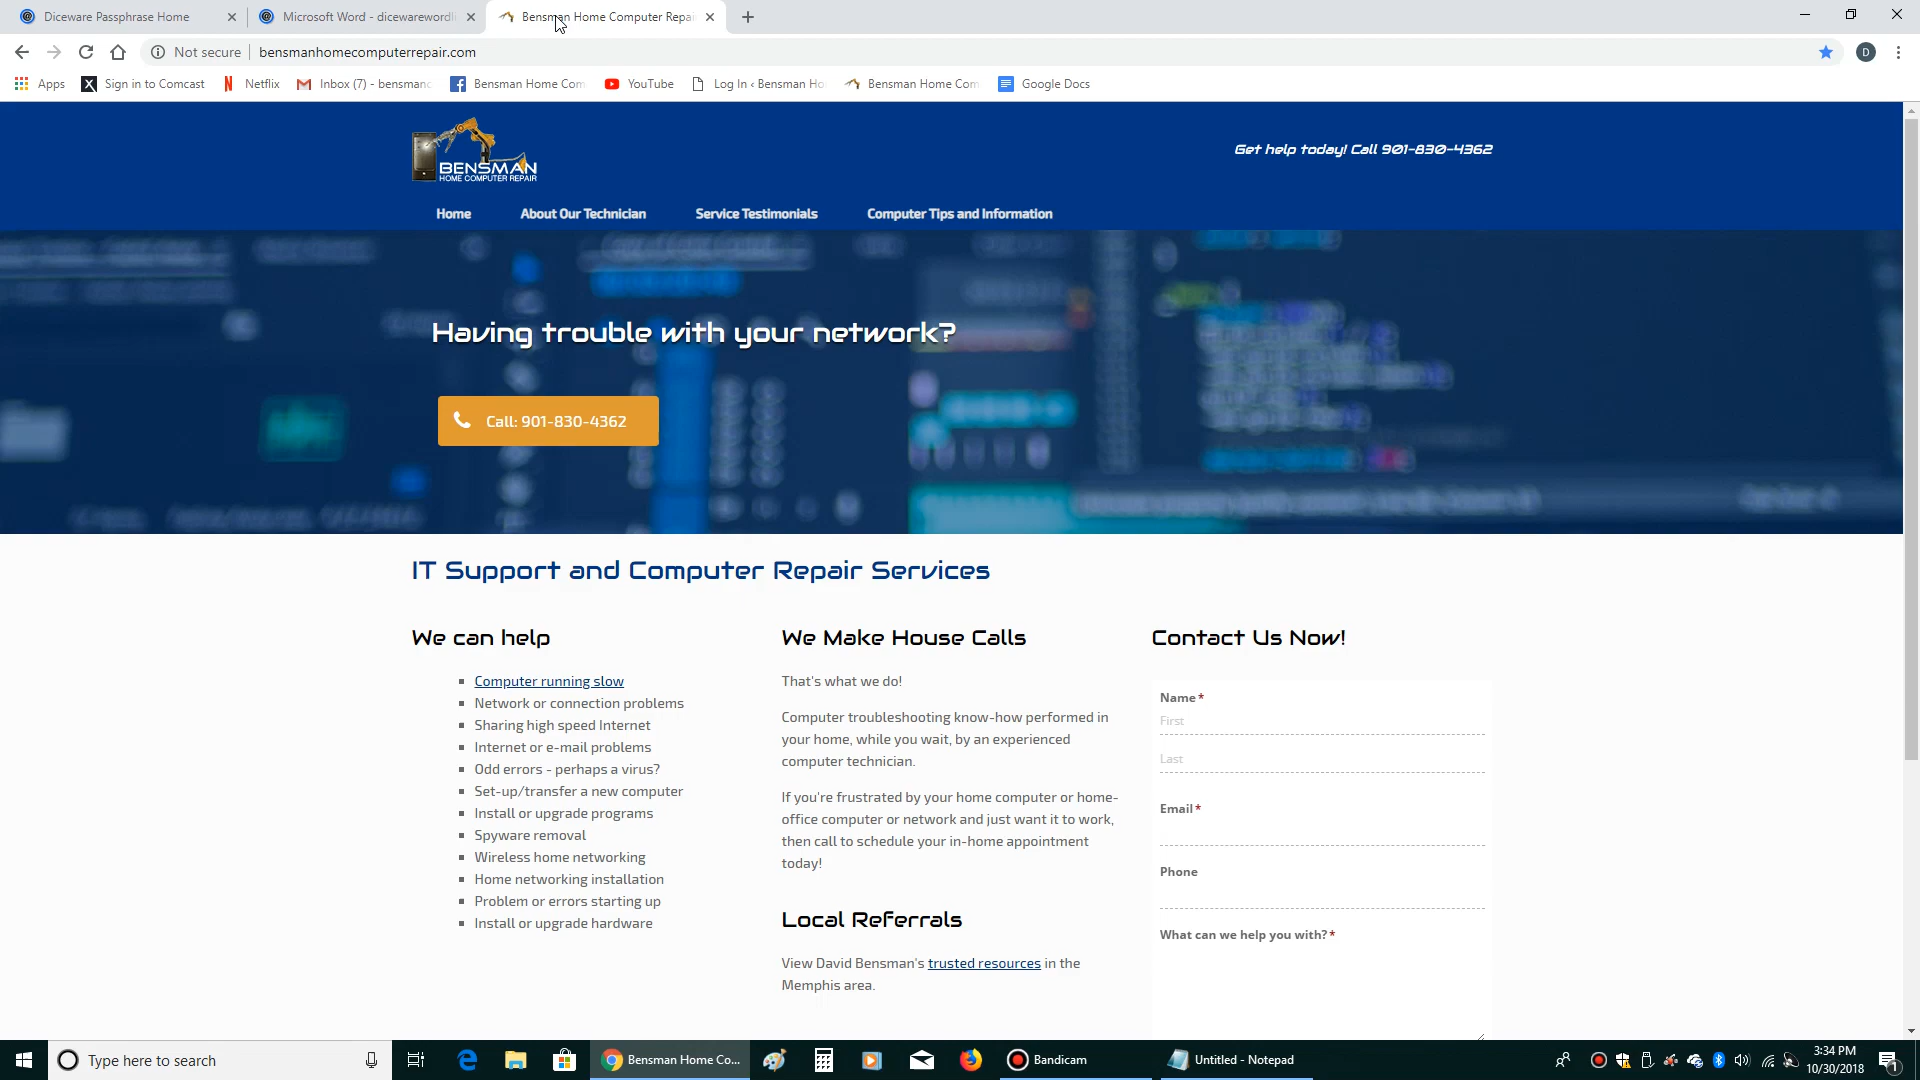 Diceware Passphrase Home
Microsoft Word - dicewarewordli
Bensman Home Computer Repai
Not secure
bensmanhomecomputerrepair.com
D
Apps
Sign in to Comcast
Netflix
Inbox (7) - bensmanc
Bensman Home Com
YouTube
Log In ‹ Bensman Ho
Bensman Home Com
Google Docs
BENSMAN
HOME COMPUTER REPAIR
Get help today! Call 901-830-4362
Home
About Our Technician
Service Testimonials
Computer Tips and Information
Having trouble with your network?
Call: 901-830-4362
IT Support and Computer Repair Services
We can help
Computer running slow
Network or connection problems
Sharing high speed Internet
Internet or e-mail problems
Odd errors - perhaps a virus?
Set-up/transfer a new computer
Install or upgrade programs
Spyware removal
Wireless home networking
Home networking installation
Problem or errors starting up
Install or upgrade hardware
We Make House Calls
That's what we do!
Computer troubleshooting know-how performed in
your home, while you wait, by an experienced
computer technician.
If you're frustrated by your home computer or home-
office computer or network and just want it to work,
then call to schedule your in-home appointment
today!
Local Referrals
View David Bensman's trusted resources in the
Memphis area.
Contact Us Now!
Name*
First
Last
Email*
Phone
What can we help you with?*
Type here to search
Bensman Home Co...
Bandicam
Untitled - Notepad
3:34 PM
10/30/2018
1